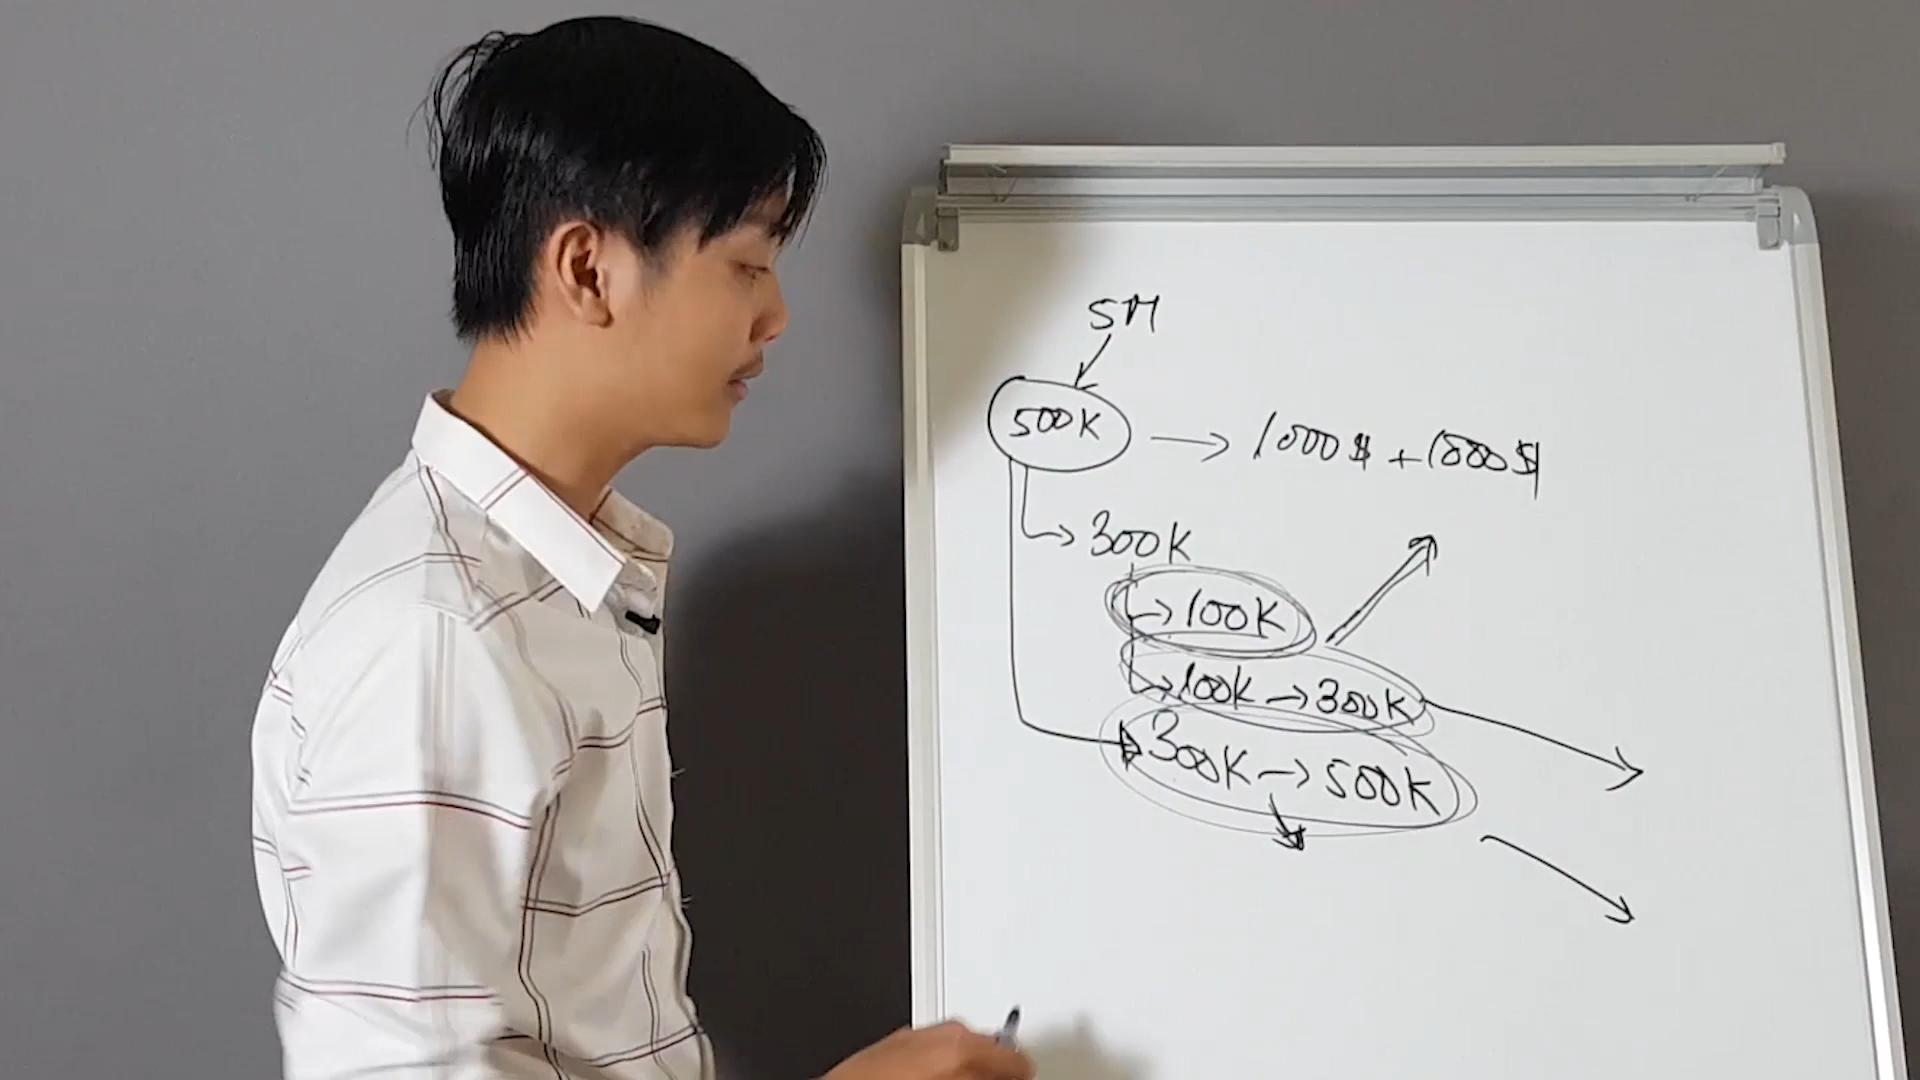 5M
500K → 1000$ + 1000$
→ 300K
→ 100K
→ 100K → 300K
300K → 500K